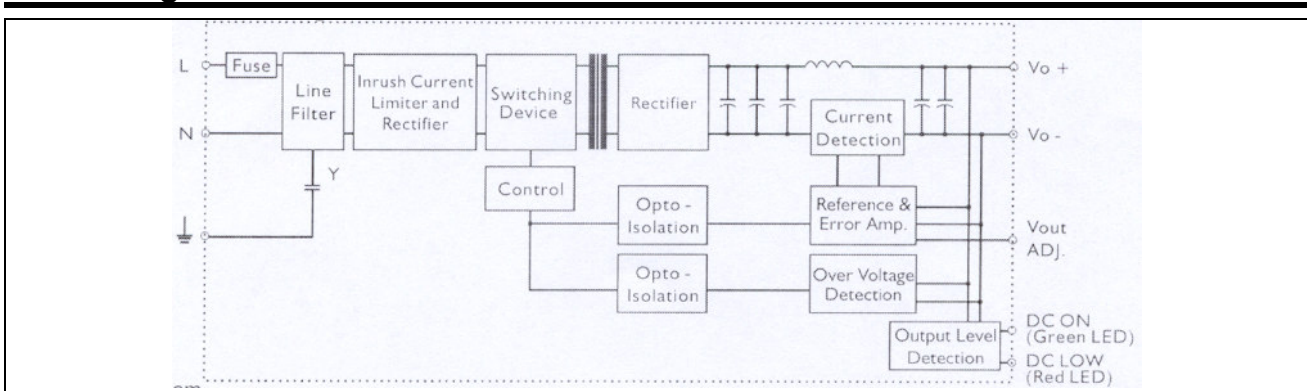 L
Fuse
Line
Filter
Inrush Current
Limiter and
Rectifier
Switching
Device
Rectifier
Current
Detection
Vo +
N
Vo -
Y
Control
Opto -
Isolation
Reference &
Error Amp.
Vout
ADJ.
Opto -
Isolation
Over Voltage
Detection
Output Level
Detection
DC ON
(Green LED)
DC LOW
(Red LED)